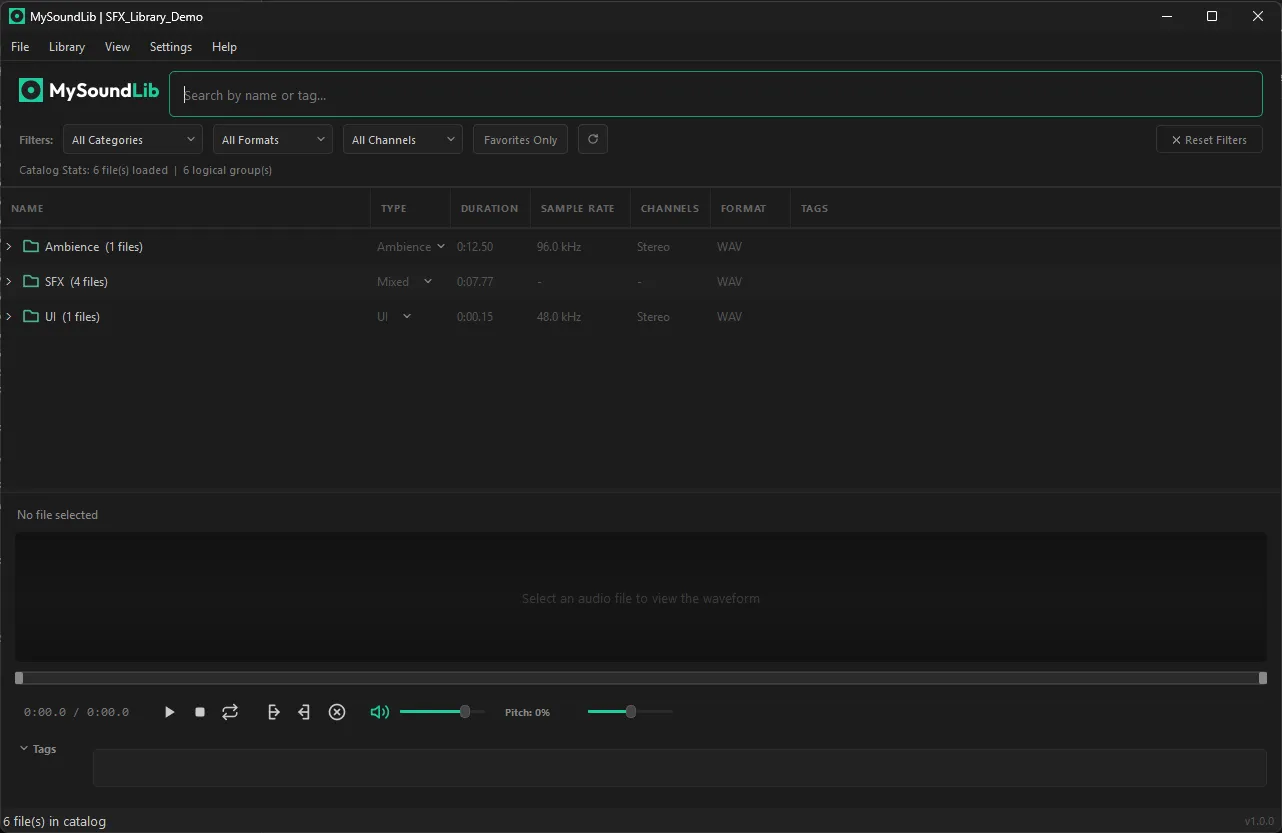 MySoundLib | SFX_Library_Demo
File Library View Settings Help
MySoundLib Search by name or tag...
Filters: All Categories All Formats All Channels Favorites Only Reset Filters
Catalog Stats: 6 file(s) loaded | 6 logical group(s)
NAME TYPE DURATION SAMPLE RATE CHANNELS FORMAT TAGS
Ambience (1 files) Ambience 0:12.50 96.0 kHz Stereo WAV
SFX (4 files) Mixed 0:07.77 - - WAV
UI (1 files) UI 0:00.15 48.0 kHz Stereo WAV
No file selected
Select an audio file to view the waveform
0:00.0 / 0:00.0 Pitch: 0%
Tags
6 file(s) in catalog v1.0.0